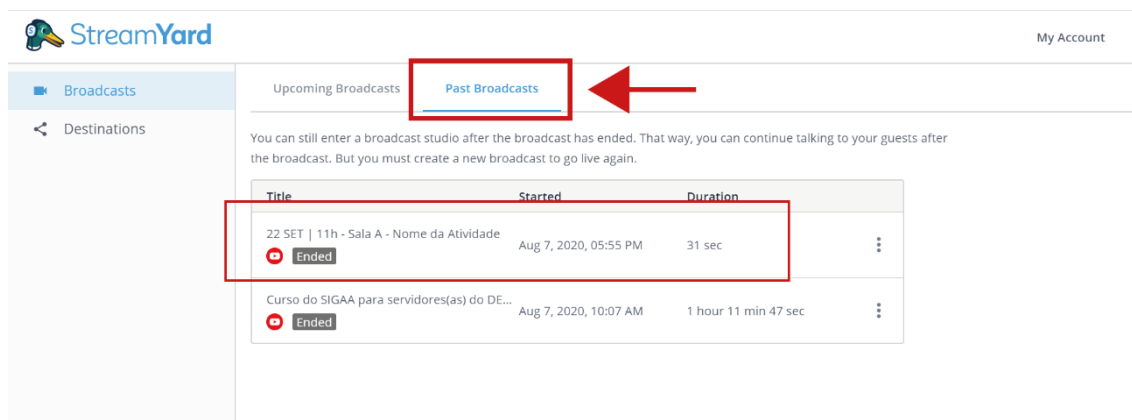 StreamYard
My Account
Broadcasts
Destinations
Upcoming Broadcasts
Past Broadcasts
You can still enter a broadcast studio after the broadcast has ended. That way, you can continue talking to your guests after
the broadcast. But you must create a new broadcast to go live again.
Title Started Duration
22 SET | 11h - Sala A - Nome da Atividade
Aug 7, 2020, 05:55 PM 31 sec
Ended
Curso do SIGAA para servidores(as) do DE...
Aug 7, 2020, 10:07 AM 1 hour 11 min 47 sec
Ended